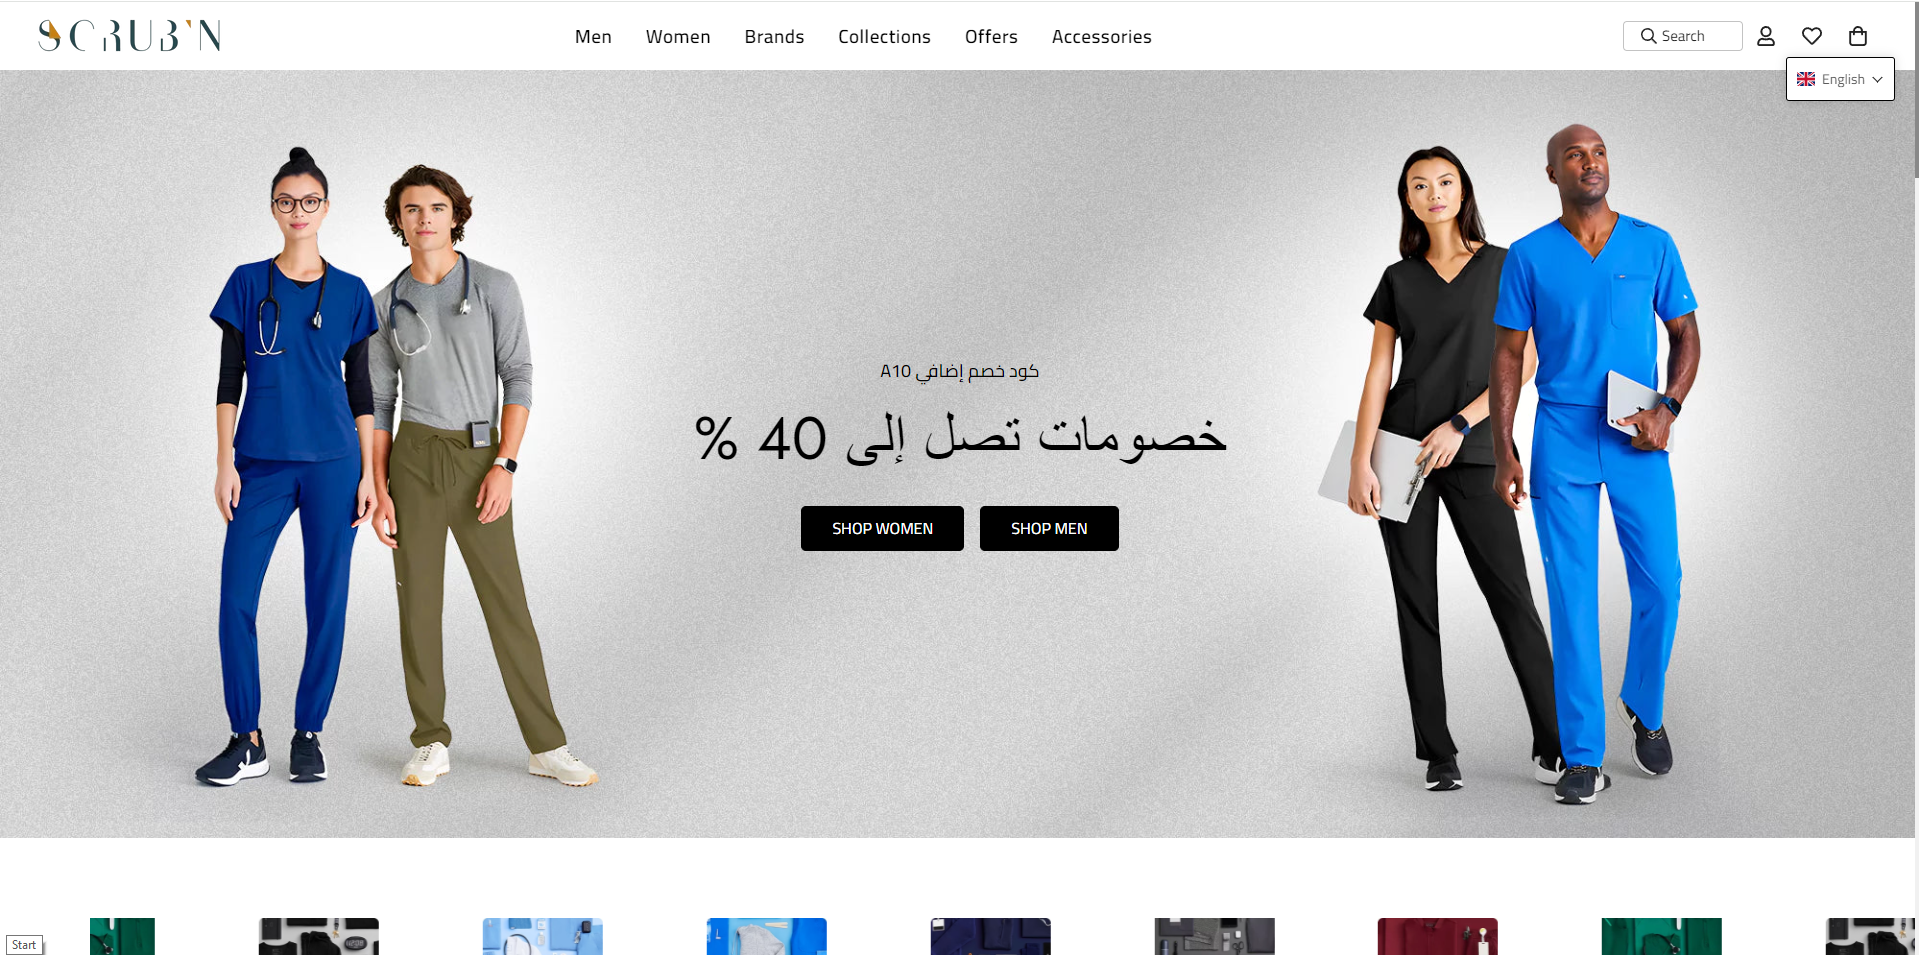 SCRUB'N
Men Women Brands Collections Offers Accessories
Search
English
كود خصم إضافي A10
خصومات تصل إلى 40 %
SHOP WOMEN SHOP MEN
Start